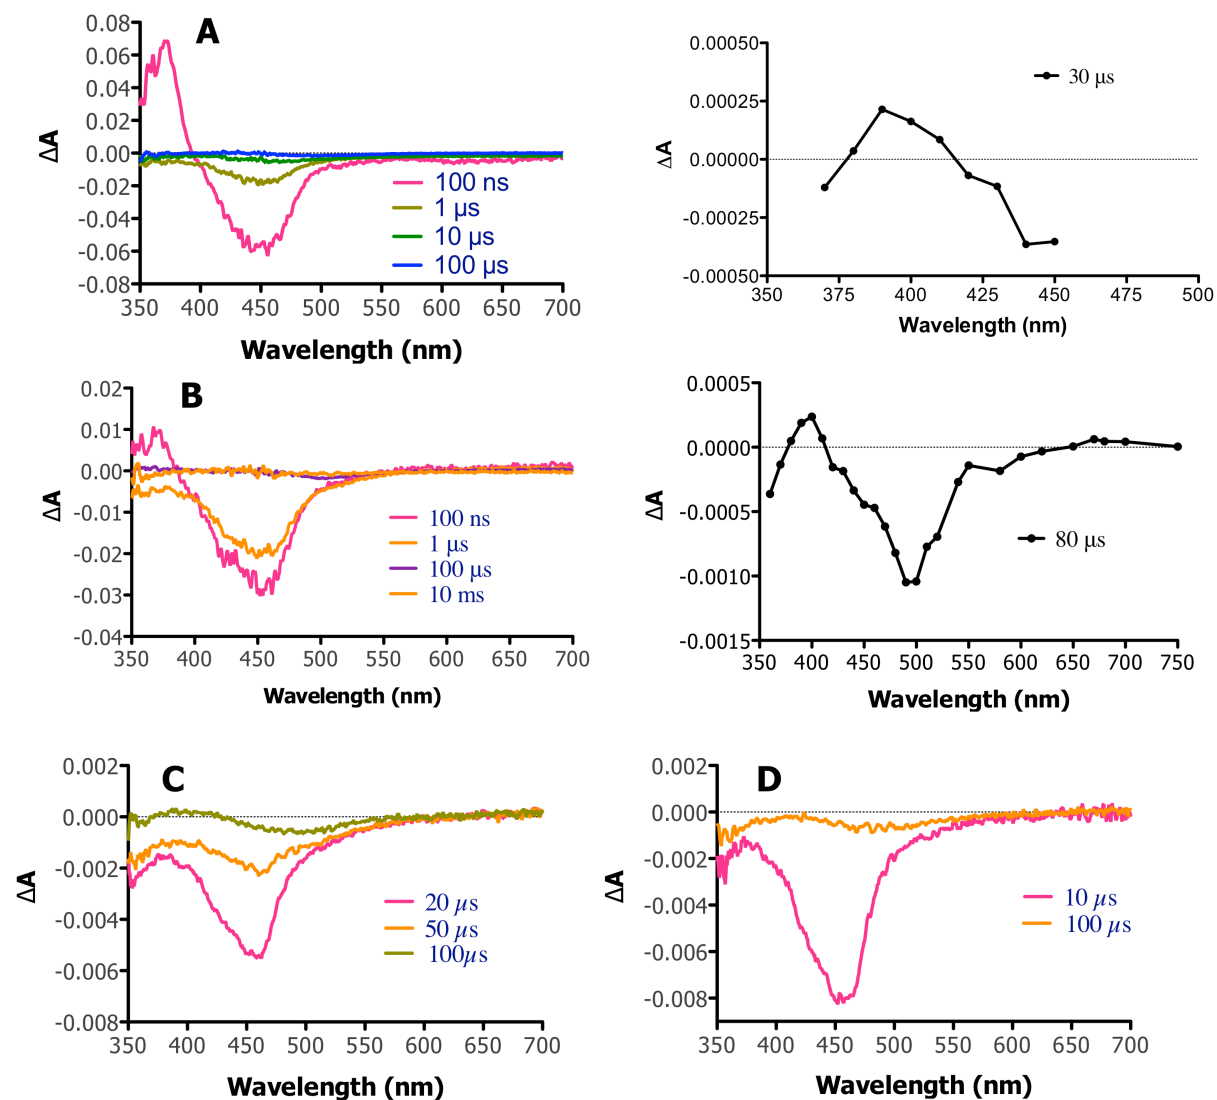 A
0.08
0.06
0.04
0.02
0.00
-0.02
-0.04
-0.06
-0.08
ΔA
100 ns
1 µs
10 µs
100 µs
350 400 450 500 550 600 650 700
Wavelength (nm)
0.00050
0.00025
0.00000
-0.00025
-0.00050
ΔA
30 µs
350 375 400 425 450 475 500
Wavelength (nm)
B
0.02
0.01
0.00
-0.01
-0.02
-0.03
-0.04
ΔA
100 ns
1 µs
100 µs
10 ms
350 400 450 500 550 600 650 700
Wavelength (nm)
0.0005
0.0000
-0.0005
-0.0010
-0.0015
ΔA
80 µs
350 400 450 500 550 600 650 700 750
Wavelength (nm)
C
0.002
0.000
-0.002
-0.004
-0.006
-0.008
ΔA
20 µs
50 µs
100µs
350 400 450 500 550 600 650 700
Wavelength (nm)
D
0.002
0.000
-0.002
-0.004
-0.006
-0.008
ΔA
10 µs
100 µs
350 400 450 500 550 600 650 700
Wavelength (nm)